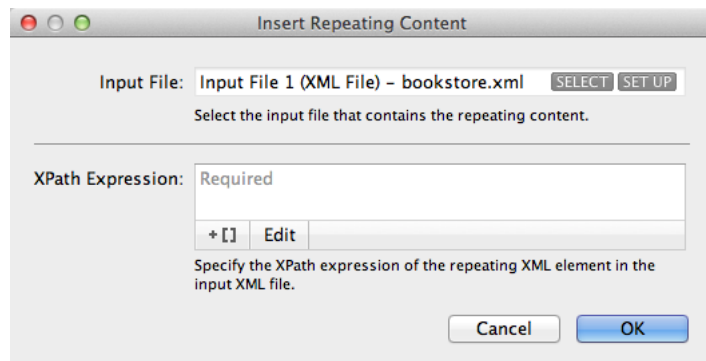 Insert Repeating Content
Input File: Input File 1 (XML File) – bookstore.xml SELECT SET UP
Select the input file that contains the repeating content.
XPath Expression: Required
+[] Edit
Specify the XPath expression of the repeating XML element in the
input XML file.
Cancel OK